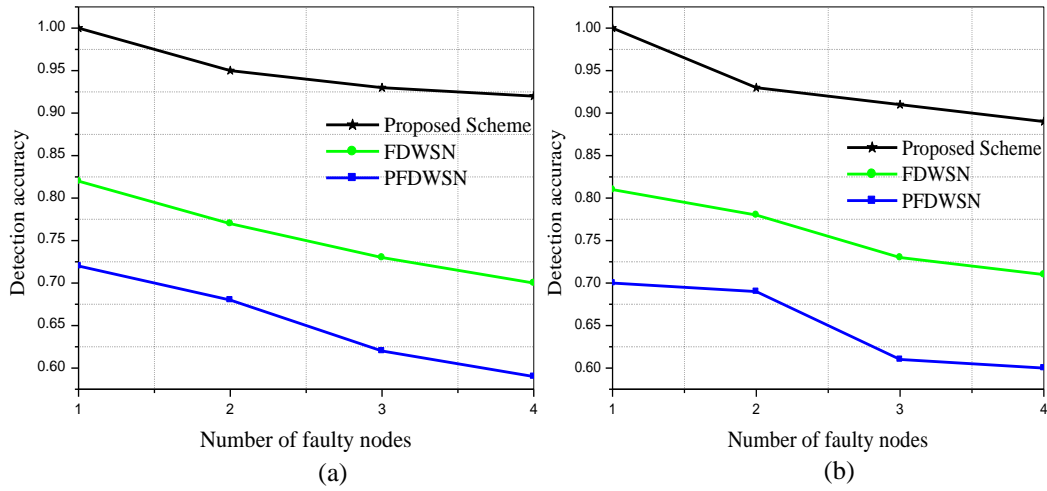 1.00
0.95
0.90
0.85
0.80
0.75
0.70
0.65
0.60
Detection accuracy
Proposed Scheme
FDWSN
PFDWSN
1 2 3 4
Number of faulty nodes
(a)
1.00
0.95
0.90
0.85
0.80
0.75
0.70
0.65
0.60
Detection accuracy
Proposed Scheme
FDWSN
PFDWSN
1 2 3 4
Number of faulty nodes
(b)